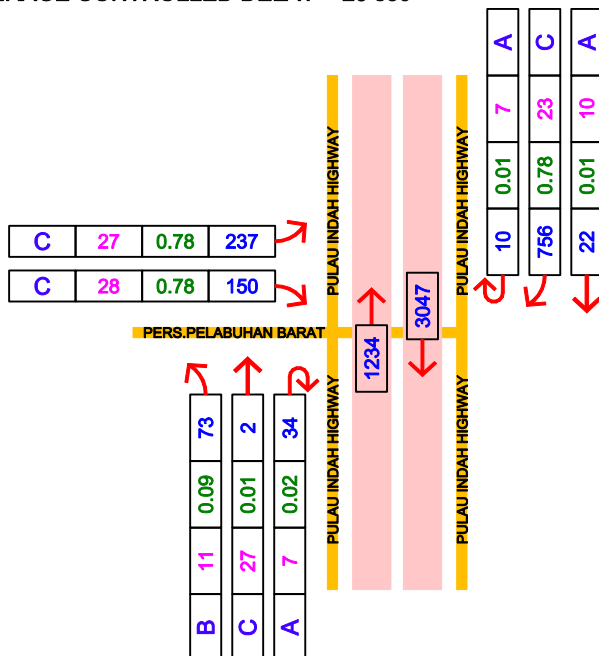 CONTROLLED
10 0.01 7 A
756 0.78 23 C
22 0.01 10 A
PULAU INDAH HIGHWAY
PULAU INDAH HIGHWAY
C 27 0.78 237
C 28 0.78 150
PERS.PELABUHAN BARAT
1234
3047
B 11 0.09 73
C 27 0.01 2
A 7 0.02 34
PULAU INDAH HIGHWAY
PULAU INDAH HIGHWAY